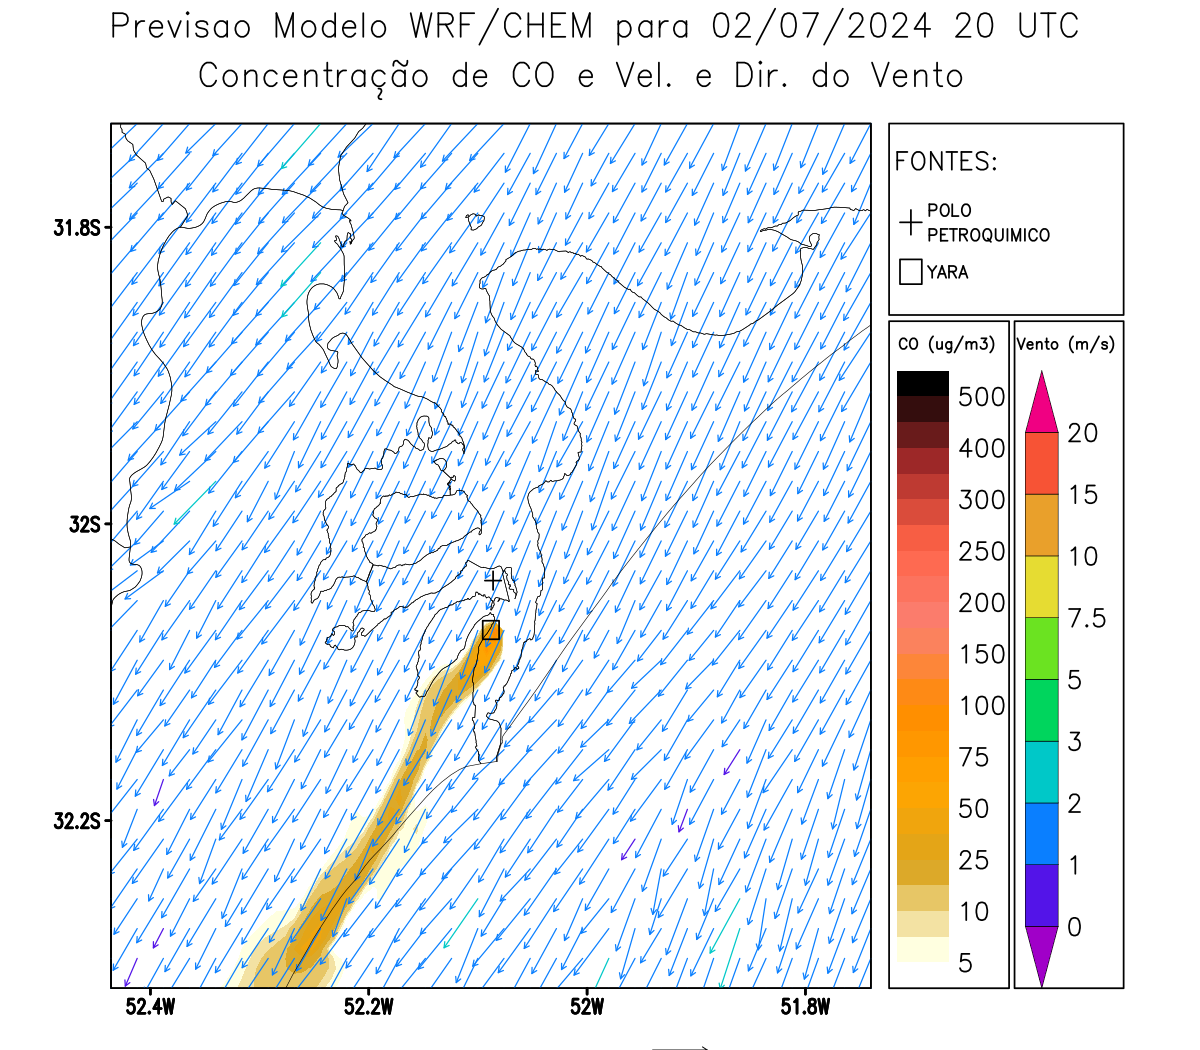 Previsao Modelo WRF/CHEM para 02/07/2024 20 UTC
Concentração de CO e Vel. e Dir. do Vento
FONTES:
POLO
PETROQUIMICO
YARA
CO (ug/m3)
500
400
300
250
200
150
100
75
50
25
10
5
Vento (m/s)
20
15
10
7.5
5
3
2
1
0
31.8S
32S
32.2S
52.4W
52.2W
52W
51.8W